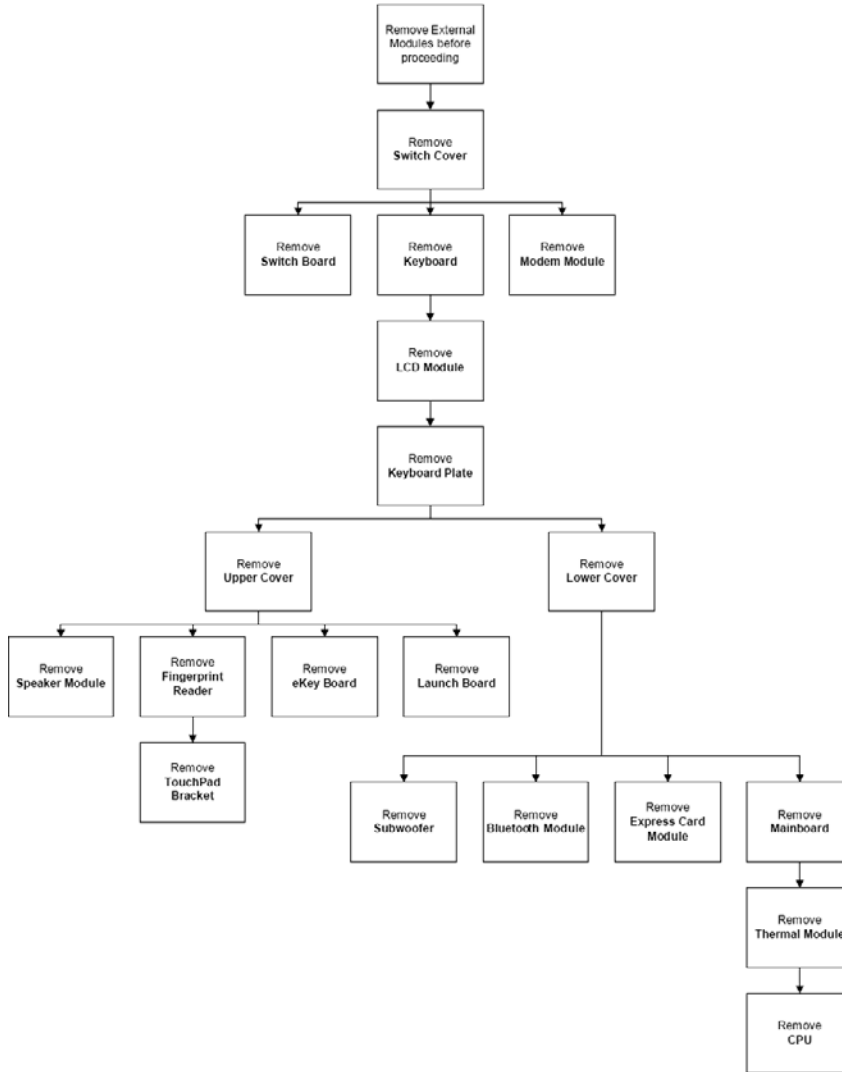 Remove External
Modules before
proceeding
Remove
Switch Cover
Remove
Switch Board
Remove
Keyboard
Remove
Modem Module
Remove
LCD Module
Remove
Keyboard Plate
Remove
Upper Cover
Remove
Lower Cover
Remove
Speaker Module
Remove
Fingerprint
Reader
Remove
eKey Board
Remove
Launch Board
Remove
TouchPad
Bracket
Remove
Subwoofer
Remove
Bluetooth Module
Remove
Express Card
Module
Remove
Mainboard
Remove
Thermal Module
Remove
CPU